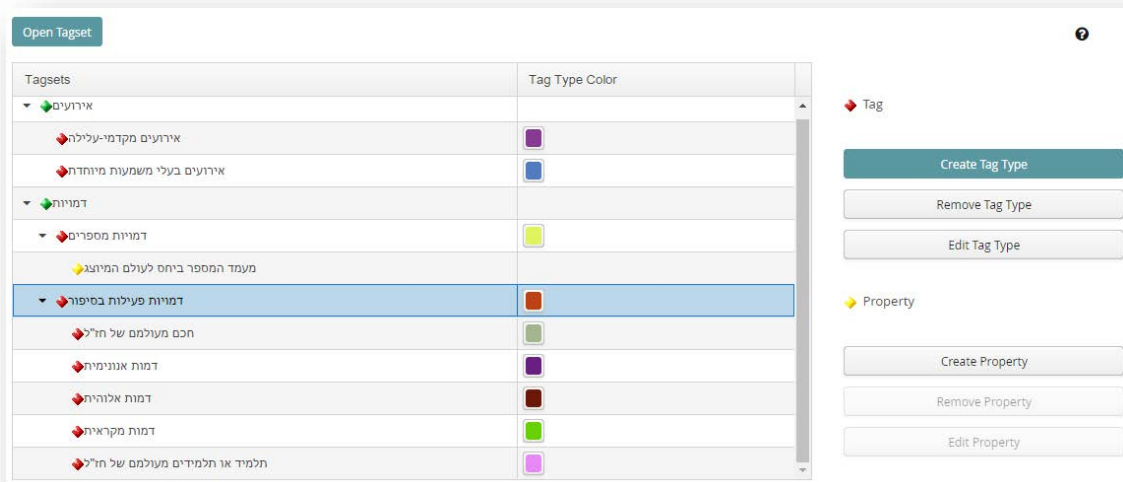 Open Tagset
Tagsets
Tag Type Color
אירועים
אירועים מקדמי-עלילה
אירועים בעלי משמעות מיוחדת
דמויות
דמויות מספרים
מעמד המספר ביחס לעולם המיוצג
דמויות פעילות בסיפור
חכם מעולמם של חז"ל
דמות אנונימית
דמות אלוהית
דמות מקראית
תלמיד או תלמידים מעולמם של חז"ל
Tag
Create Tag Type
Remove Tag Type
Edit Tag Type
Property
Create Property
Remove Property
Edit Property